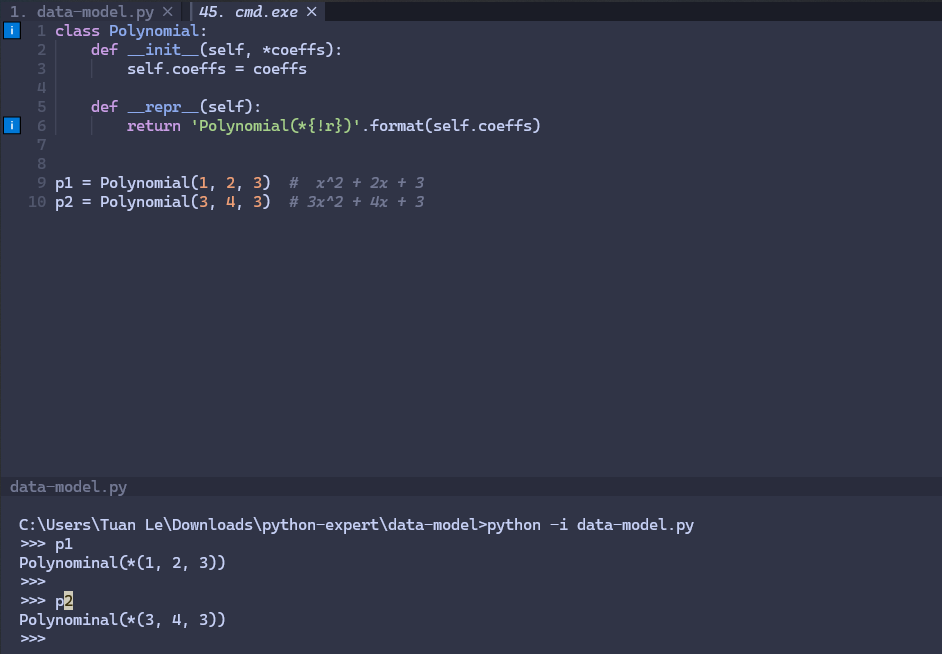 1. data-model.py × 45. cmd.exe ×
i 1 class Polynomial:
2 def __init__(self, *coeffs):
3 self.coeffs = coeffs
4
5 def __repr__(self):
i 6 return 'Polynomial(*{!r})'.format(self.coeffs)
7
8
9 p1 = Polynomial(1, 2, 3)  #  x^2 + 2x + 3
10 p2 = Polynomial(3, 4, 3)  # 3x^2 + 4x + 3
data-model.py
C:\Users\Tuan Le\Downloads\python-expert\data-model>python -i data-model.py
>>> p1
Polynominal(*(1, 2, 3))
>>>
>>> p2
Polynominal(*(3, 4, 3))
>>>